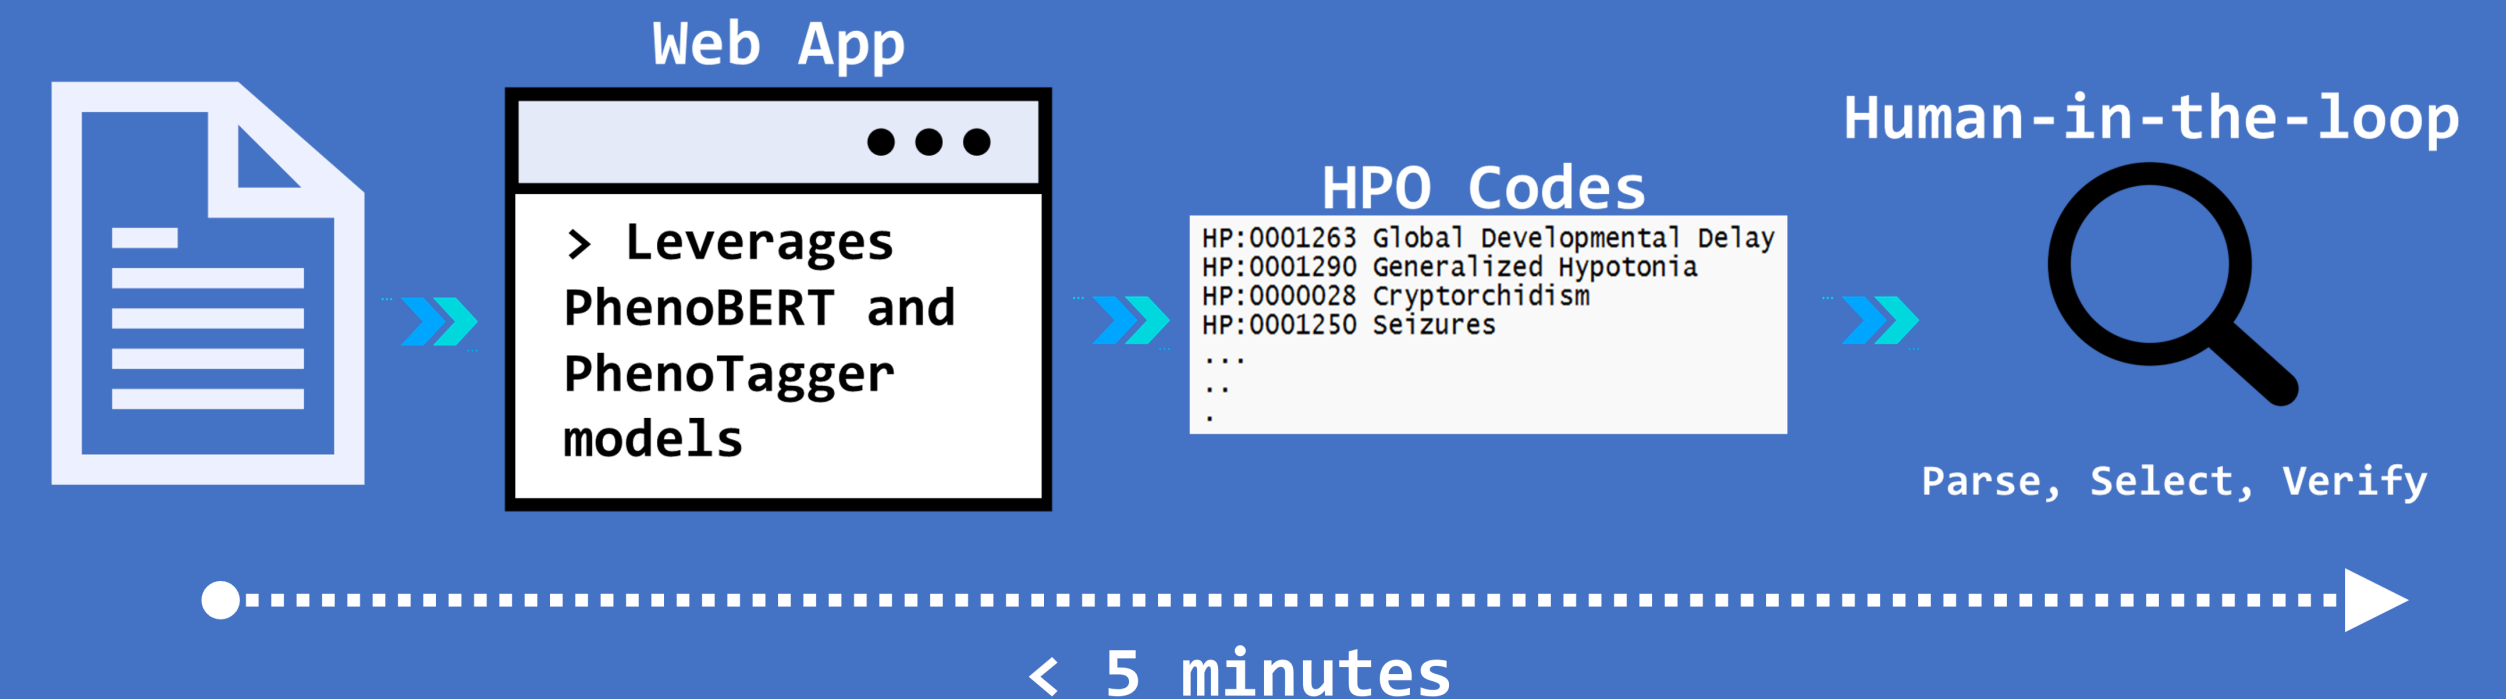 Web App
> Leverages
PhenoBERT and
PhenoTagger
models
HPO Codes
HP:0001263 Global Developmental Delay
HP:0001290 Generalized Hypotonia
HP:0000028 Cryptorchidism
HP:0001250 Seizures
...
..
.
Human-in-the-loop
Parse, Select, Verify
< 5 minutes